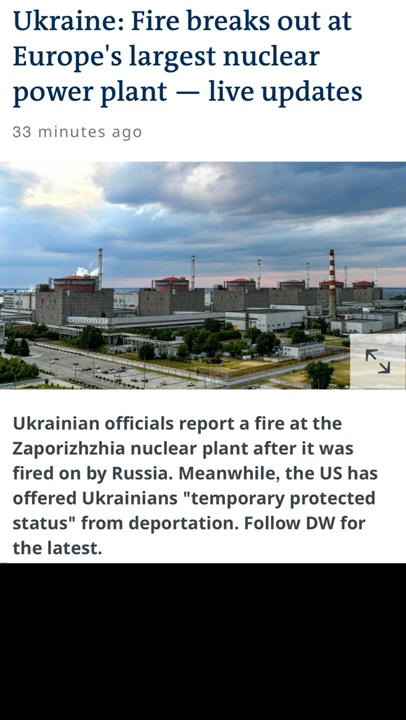 Ukraine: Fire breaks out at
Europe's largest nuclear
power plant — live updates
33 minutes ago
Ukrainian officials report a fire at the
Zaporizhzhia nuclear plant after it was
fired on by Russia. Meanwhile, the US has
offered Ukrainians "temporary protected
status" from deportation. Follow DW for
the latest.